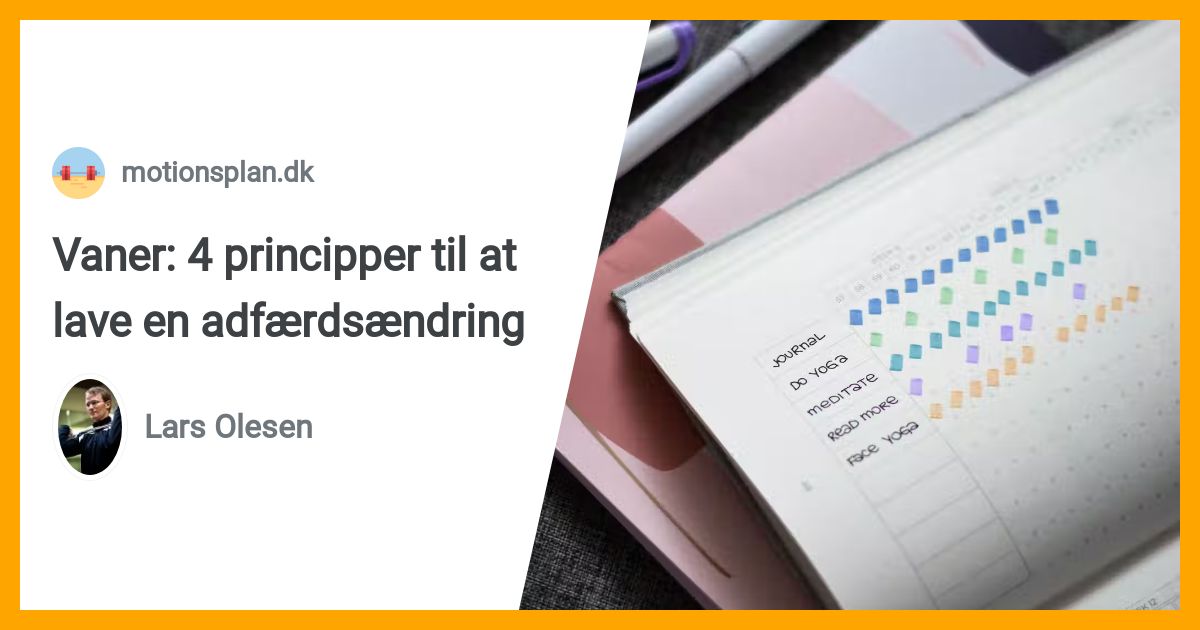 motionsplan.dk
Vaner: 4 principper til at
lave en adfærdsændring
Lars Olesen
JOURNAL
DO YOGA
MEDITATE
READ MORE
FACE YOGA